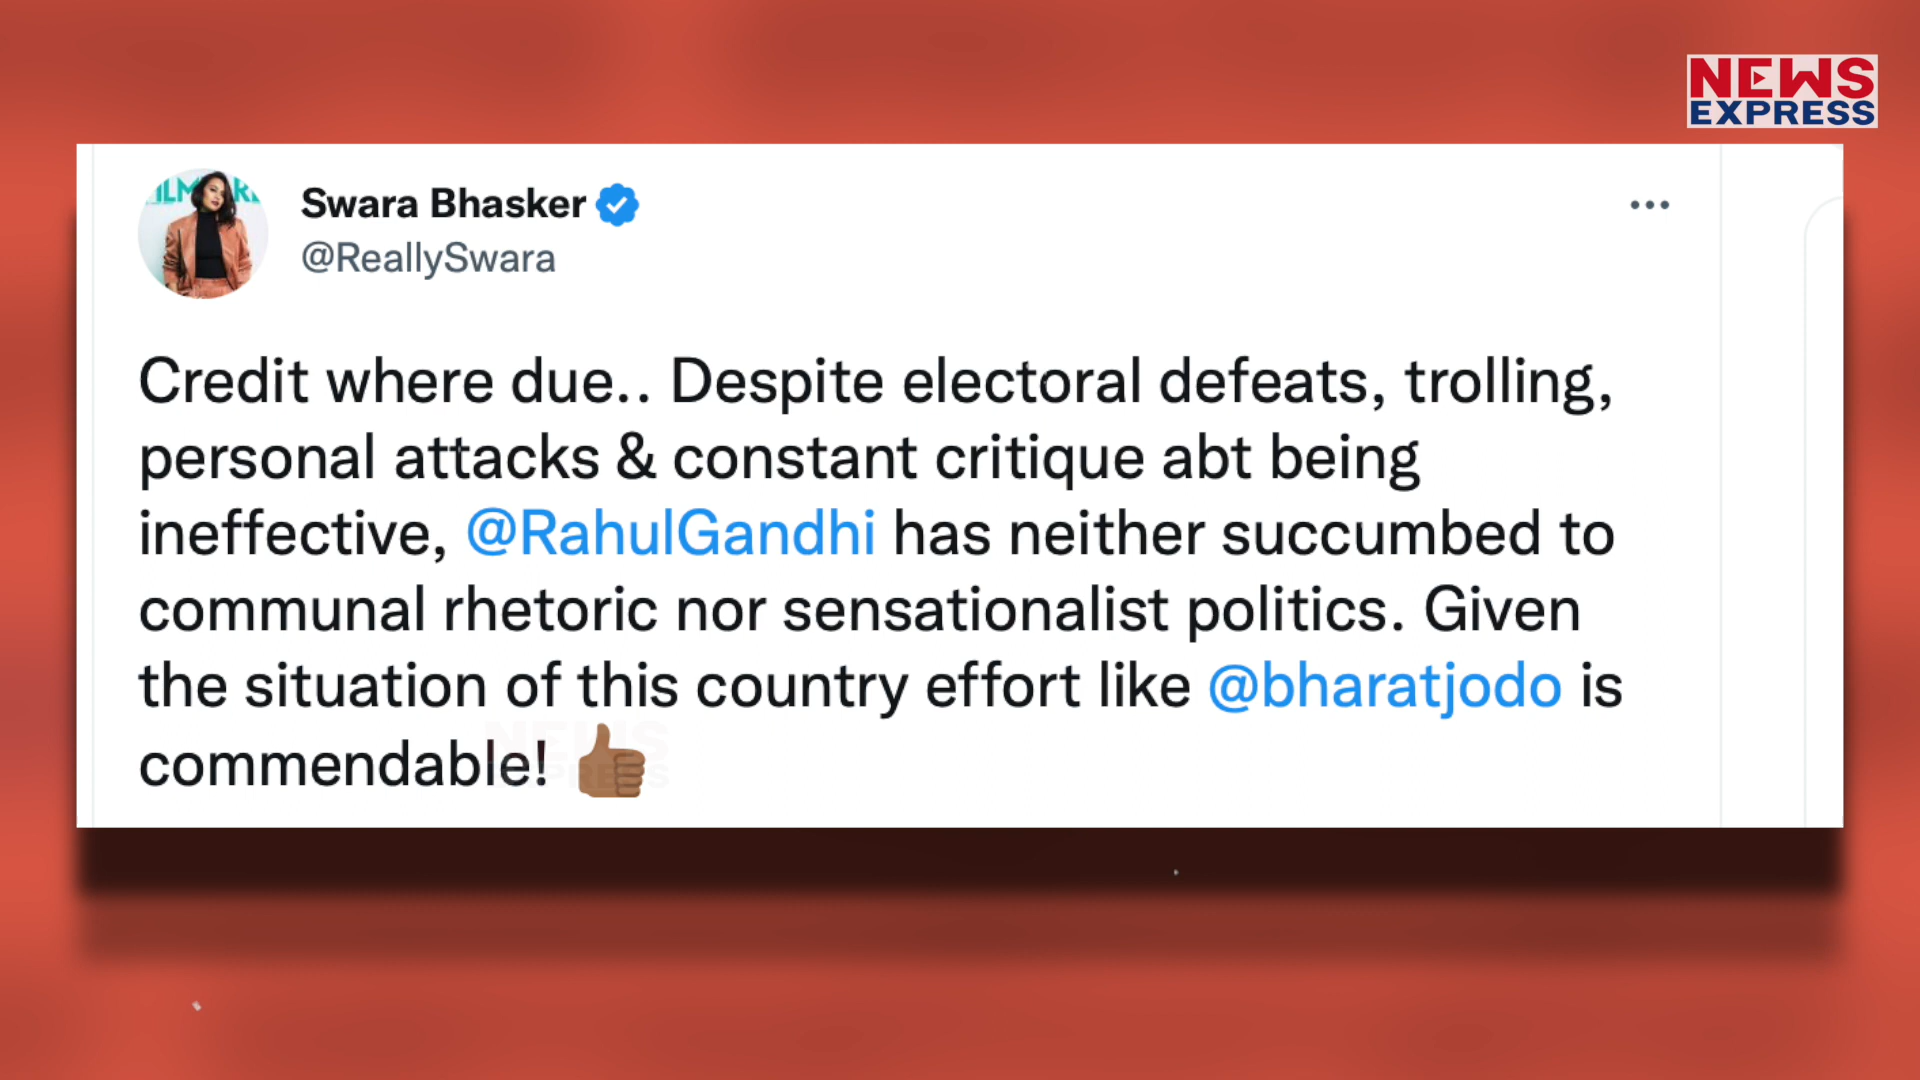 NEWS
EXPRESS
Swara Bhasker
@ReallySwara
Credit where due.. Despite electoral defeats, trolling,
personal attacks & constant critique abt being
ineffective, @RahulGandhi has neither succumbed to
communal rhetoric nor sensationalist politics. Given
the situation of this country effort like @bharatjodo is
commendable! 👍🏾
NEWS
EXPRESS